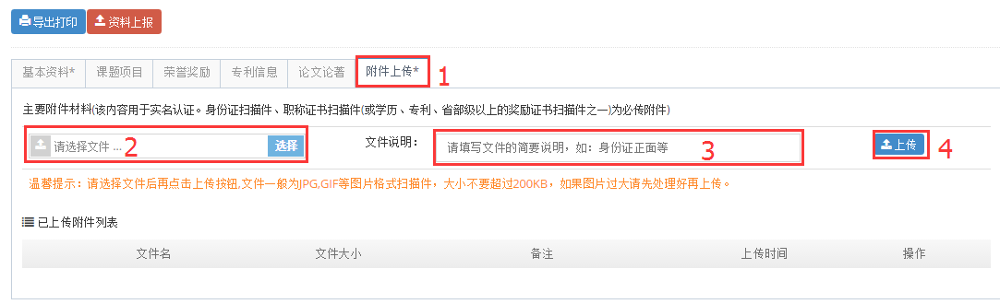 导出打印 资料上报
基本资料* 课题项目 荣誉奖励 专利信息 论文论著 附件上传* 1
主要附件材料(该内容用于实名认证。身份证扫描件、职称证书扫描件(或学历、专利、省部级以上的奖励证书扫描件之一)为必传附件)
请选择文件 ... 2 选择 文件说明： 请填写文件的简要说明，如：身份证正面等 3 上传 4
温馨提示：请选择文件后再点击上传按钮,文件一般为JPG,GIF等图片格式扫描件，大小不要超过200KB，如果图片过大请先处理好再上传。
已上传附件列表
文件名 文件大小 备注 上传时间 操作